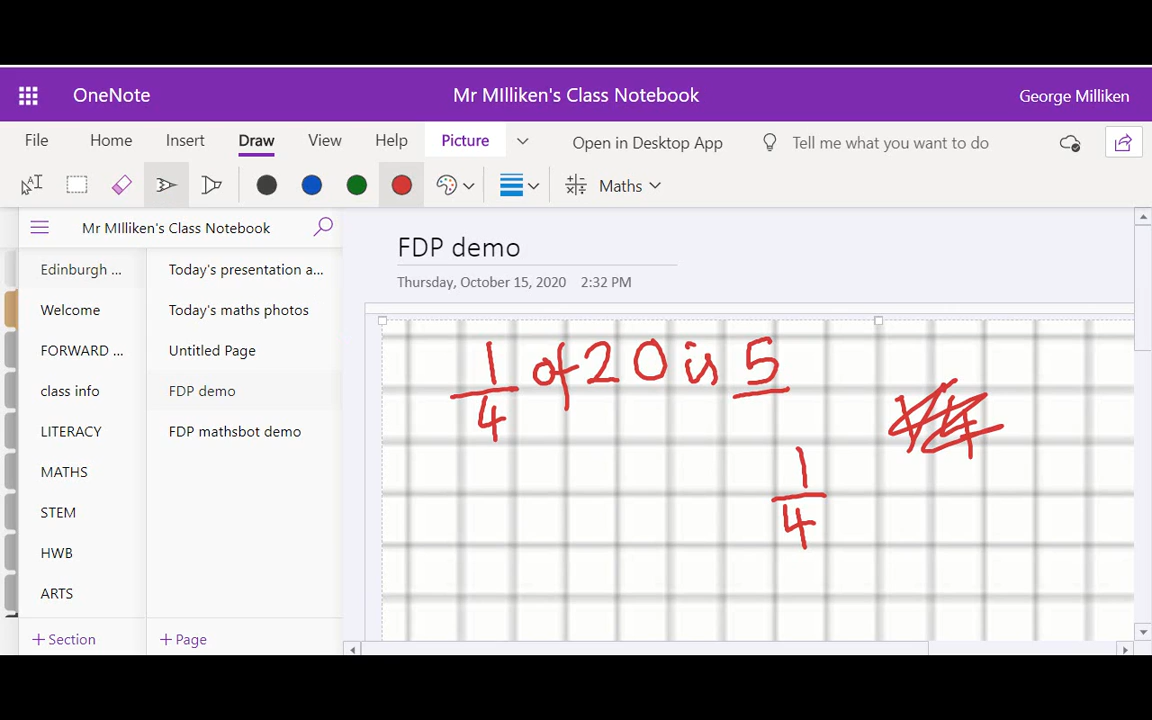 OneNote
Mr MIlliken's Class Notebook
George Milliken
File Home Insert Draw View Help Picture Open in Desktop App Tell me what you want to do
Maths
Mr MIlliken's Class Notebook
Edinburgh ...
Welcome
FORWARD ...
class info
LITERACY
MATHS
STEM
HWB
ARTS
+ Section
Today's presentation a...
Today's maths photos
Untitled Page
FDP demo
FDP mathsbot demo
+ Page
FDP demo
Thursday, October 15, 2020 2:32 PM
1/4 of 20 is 5
1/4